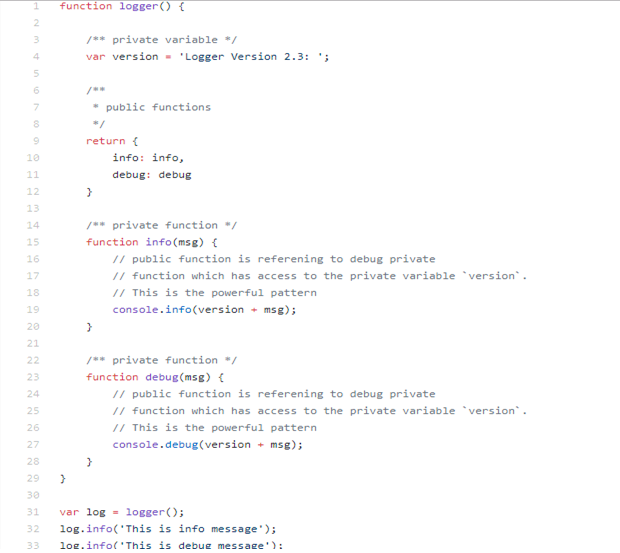 1 function logger() {
2
3 /** private variable */
4 var version = 'Logger Version 2.3: ';
5
6 /**
7 * public functions
8 */
9 return {
10 info: info,
11 debug: debug
12 }
13
14 /** private function */
15 function info(msg) {
16 // public function is referening to debug private
17 // function which has access to the private variable `version`.
18 // This is the powerful pattern
19 console.info(version + msg);
20 }
21
22 /** private function */
23 function debug(msg) {
24 // public function is referening to debug private
25 // function which has access to the private variable `version`.
26 // This is the powerful pattern
27 console.debug(version + msg);
28 }
29 }
30
31 var log = logger();
32 log.info('This is info message');
33 log.info('This is debug message');